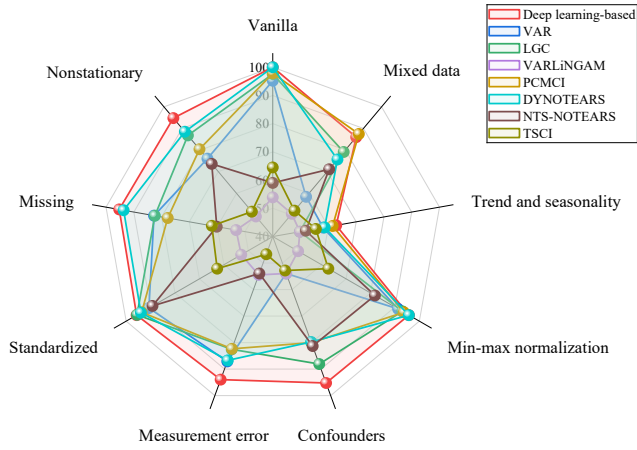 Vanilla
Mixed data
Trend and seasonality
Min-max normalization
Confounders
Measurement error
Standardized
Missing
Nonstationary
100
90
80
70
60
50
40
Deep learning-based
VAR
LGC
VARLiNGAM
PCMCI
DYNOTEARS
NTS-NOTEARS
TSCI